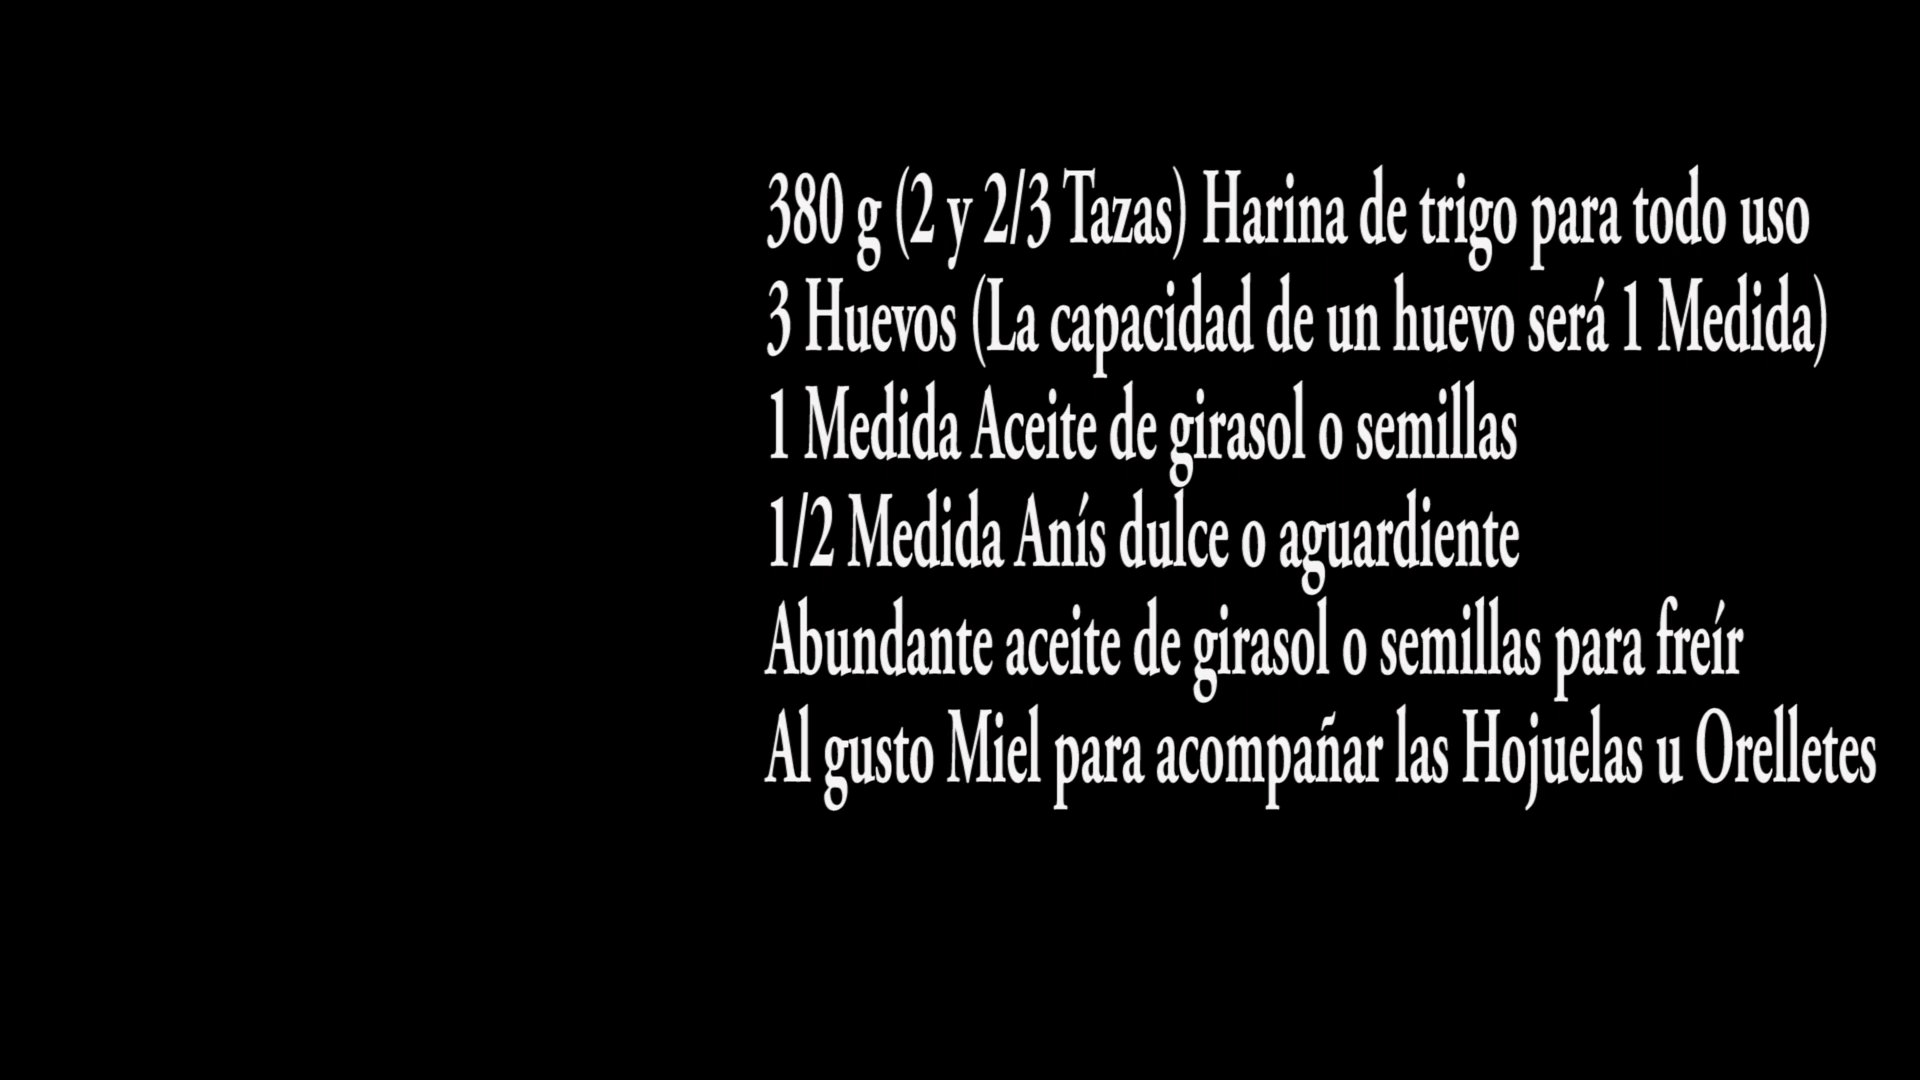 380 g (2 y 2/3 Tazas) Harina de trigo para todo uso
3 Huevos (La capacidad de un huevo será 1 Medida)
1 Medida Aceite de girasol o semillas
1/2 Medida Anís dulce o aguardiente
Abundante aceite de girasol o semillas para freír
Al gusto Miel para acompañar las Hojuelas u Orelletes